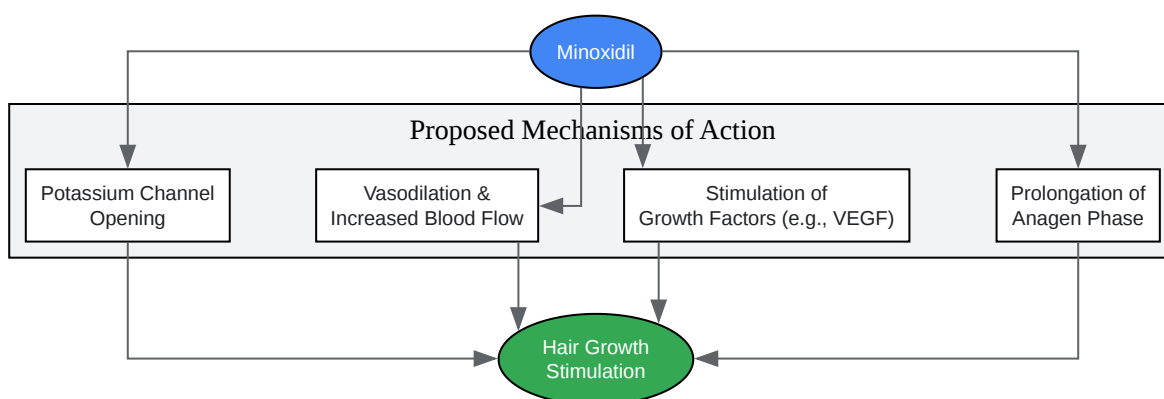 Minoxidil
Proposed Mechanisms of Action
Potassium Channel
Opening
Vasodilation &
Increased Blood Flow
Stimulation of
Growth Factors (e.g., VEGF)
Prolongation of
Anagen Phase
Hair Growth
Stimulation